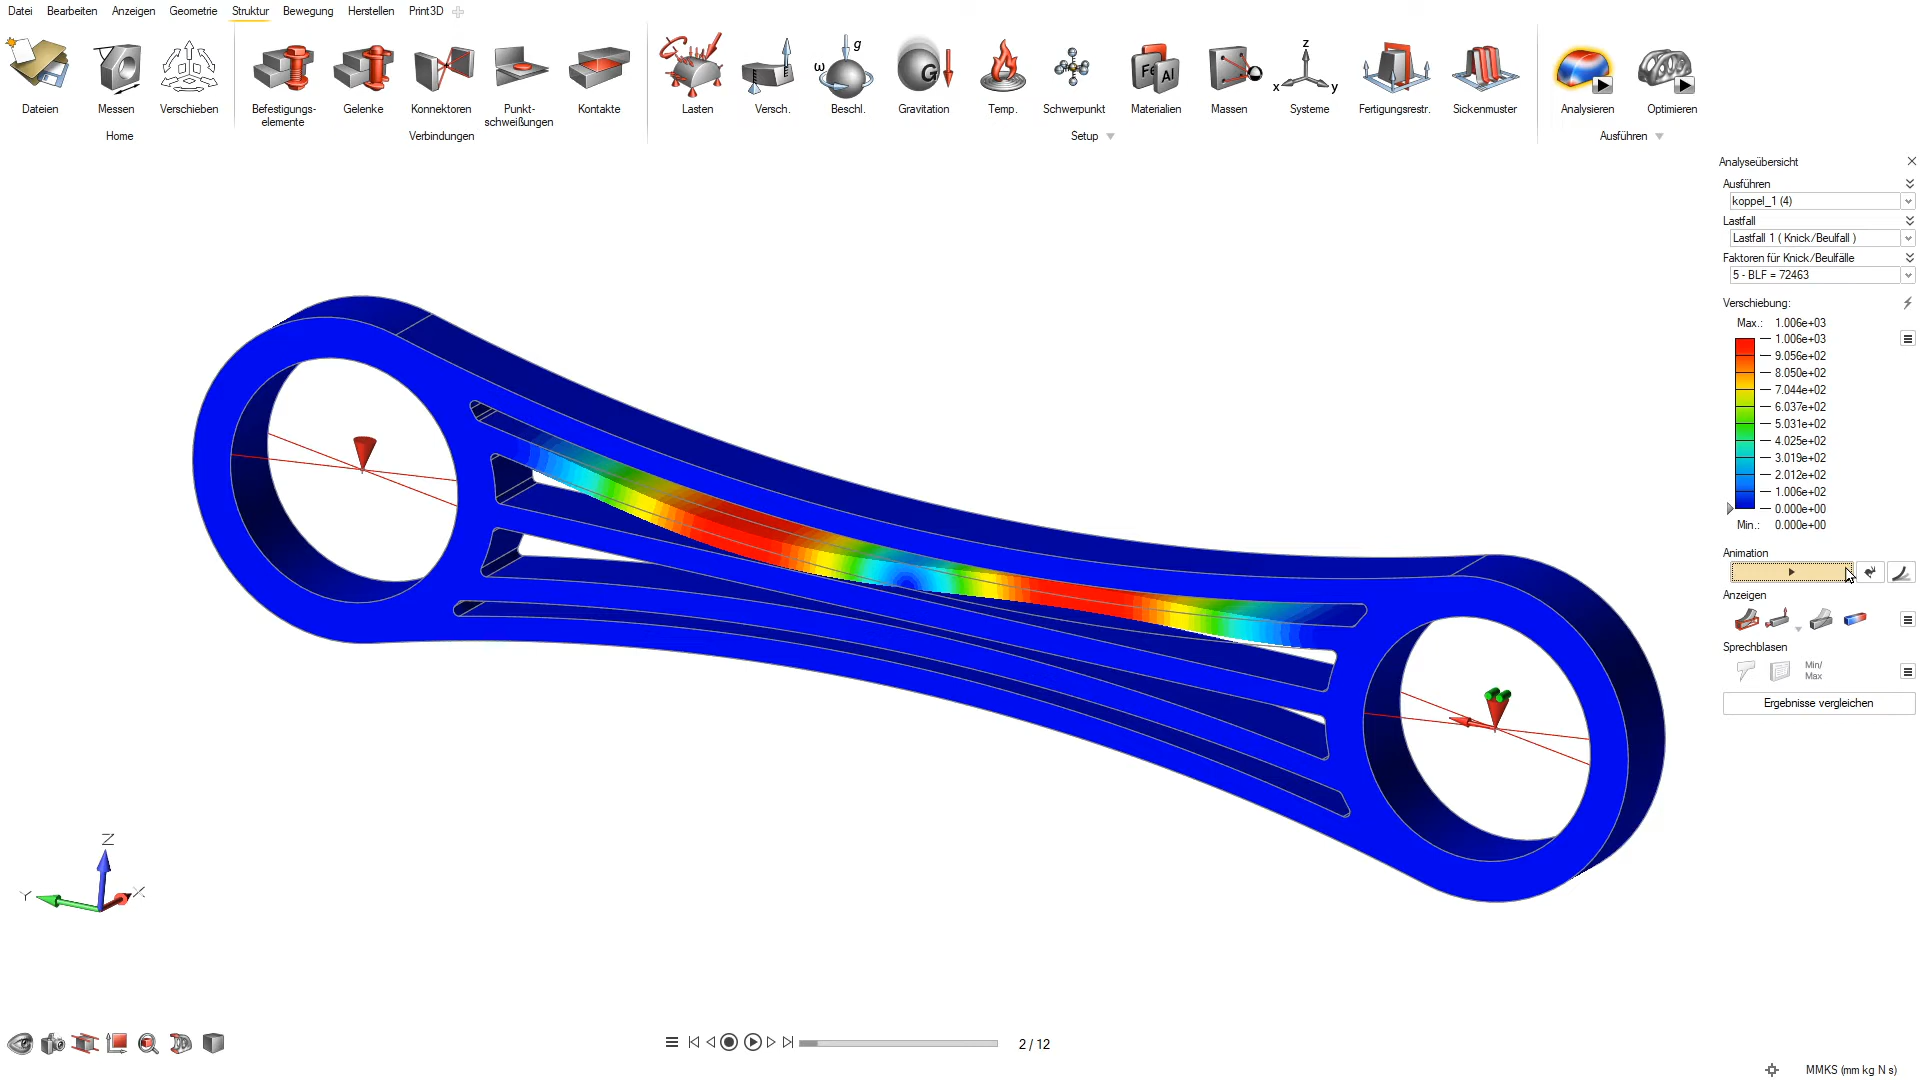 Datei Bearbeiten Anzeigen Geometrie Struktur Bewegung Herstellen Print3D
Dateien Messen Verschieben Befestigungs-
elemente Gelenke Konnektoren Punkt-
schweißungen Kontakte Lasten Versch. Beschl. Gravitation Temp. Schwerpunkt Materialien Massen Systeme Fertigungsrestr. Sickenmuster Analysieren Optimieren
g
ω
G
Fe
Al
z
x
y
Home Verbindungen Setup Ausführen
Analyseübersicht
Ausführen
koppel_1 (4)
Lastfall
Lastfall 1 ( Knick/Beulfall )
Faktoren für Knick/Beulfälle
5 - BLF = 72463
Verschiebung:
Max.: 1.006e+03
1.006e+03
9.056e+02
8.050e+02
7.044e+02
6.037e+02
5.031e+02
4.025e+02
3.019e+02
2.012e+02
1.006e+02
0.000e+00
Min.: 0.000e+00
Animation
Anzeigen
Sprechblasen
Min/
Max
Ergebnisse vergleichen
Z
Y
X
2 / 12
MMKS (mm kg N s)